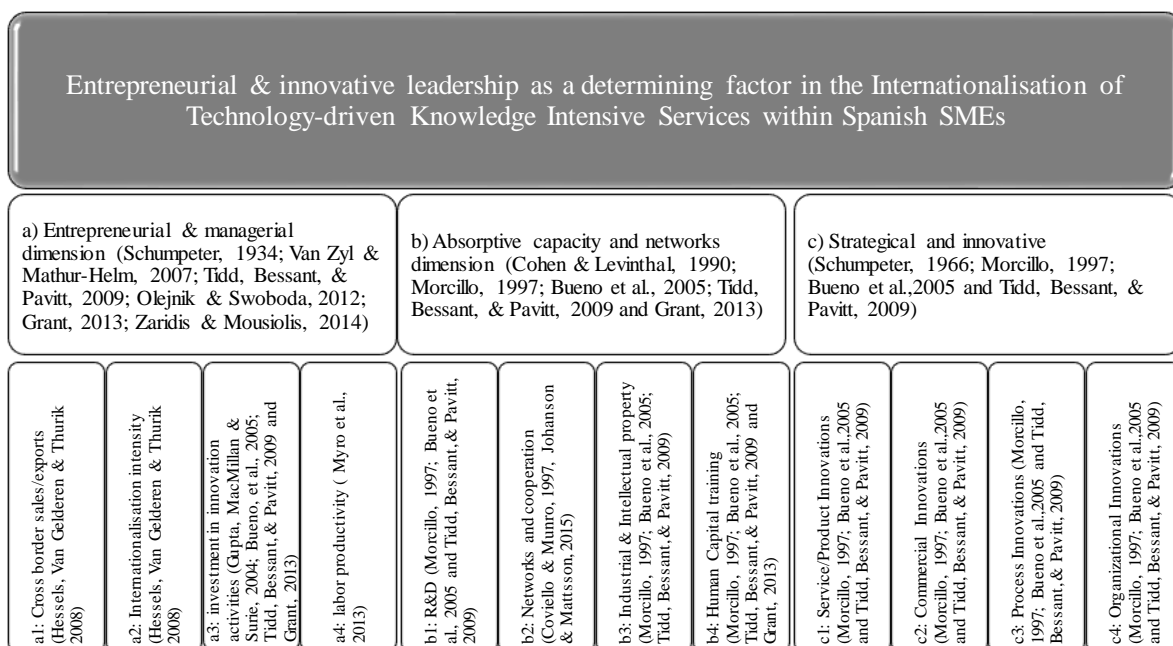 Entrepreneurial & innovative leadership as a determining factor in the Internationalisation of
Technology-driven Knowledge Intensive Services within Spanish SMEs
a) Entrepreneurial & managerial
dimension (Schumpeter, 1934; Van Zyl &
Mathur-Helm, 2007; Tidd, Bessant, &
Pavitt, 2009; Olejnik & Swoboda, 2012;
Grant, 2013; Zaridis & Mousiolis, 2014)
b) Absorptive capacity and networks
dimension (Cohen & Levinthal, 1990;
Morcillo, 1997; Bueno et al., 2005; Tidd,
Bessant, & Pavitt, 2009 and Grant, 2013)
c) Strategical and innovative
(Schumpeter, 1966; Morcillo, 1997;
Bueno et al.,2005 and Tidd, Bessant, &
Pavitt, 2009)
a1: Cross border sales/exports
(Hessels, Van Gelderen & Thurik
2008)
a2: Internationalisation intensity
(Hessels, Van Gelderen & Thurik
2008)
a3: investment in innovation
activities (Gupta, MacMillan &
Surie, 2004; Bueno, et al., 2005;
Tidd, Bessant, & Pavitt, 2009 and
Grant, 2013)
a4: labor productivity ( Myro et al.,
2013)
b1: R&D (Morcillo, 1997; Bueno et
al., 2005 and Tidd, Bessant, & Pavitt,
2009)
b2: Networks and cooperation
(Coviello & Munro, 1997, Johanson
& Mattsson, 2015)
b3: Industrial & Intellectual property
(Morcillo, 1997; Bueno et al., 2005;
Tidd, Bessant, & Pavitt, 2009)
b4: Human Capital training
(Morcillo, 1997; Bueno et al., 2005;
Tidd, Bessant, & Pavitt, 2009 and
Grant, 2013)
c1: Service/Product Innovations
(Morcillo, 1997; Bueno et al.,2005
and Tidd, Bessant, & Pavitt, 2009)
c2: Commercial Innovations
(Morcillo, 1997; Bueno et al.,2005
and Tidd, Bessant, & Pavitt, 2009)
c3: Process Innovations (Morcillo,
1997; Bueno et al.,2005 and Tidd,
Bessant, & Pavitt, 2009)
c4: Organizational Innovations
(Morcillo, 1997; Bueno et al.,2005
and Tidd, Bessant, & Pavitt, 2009)